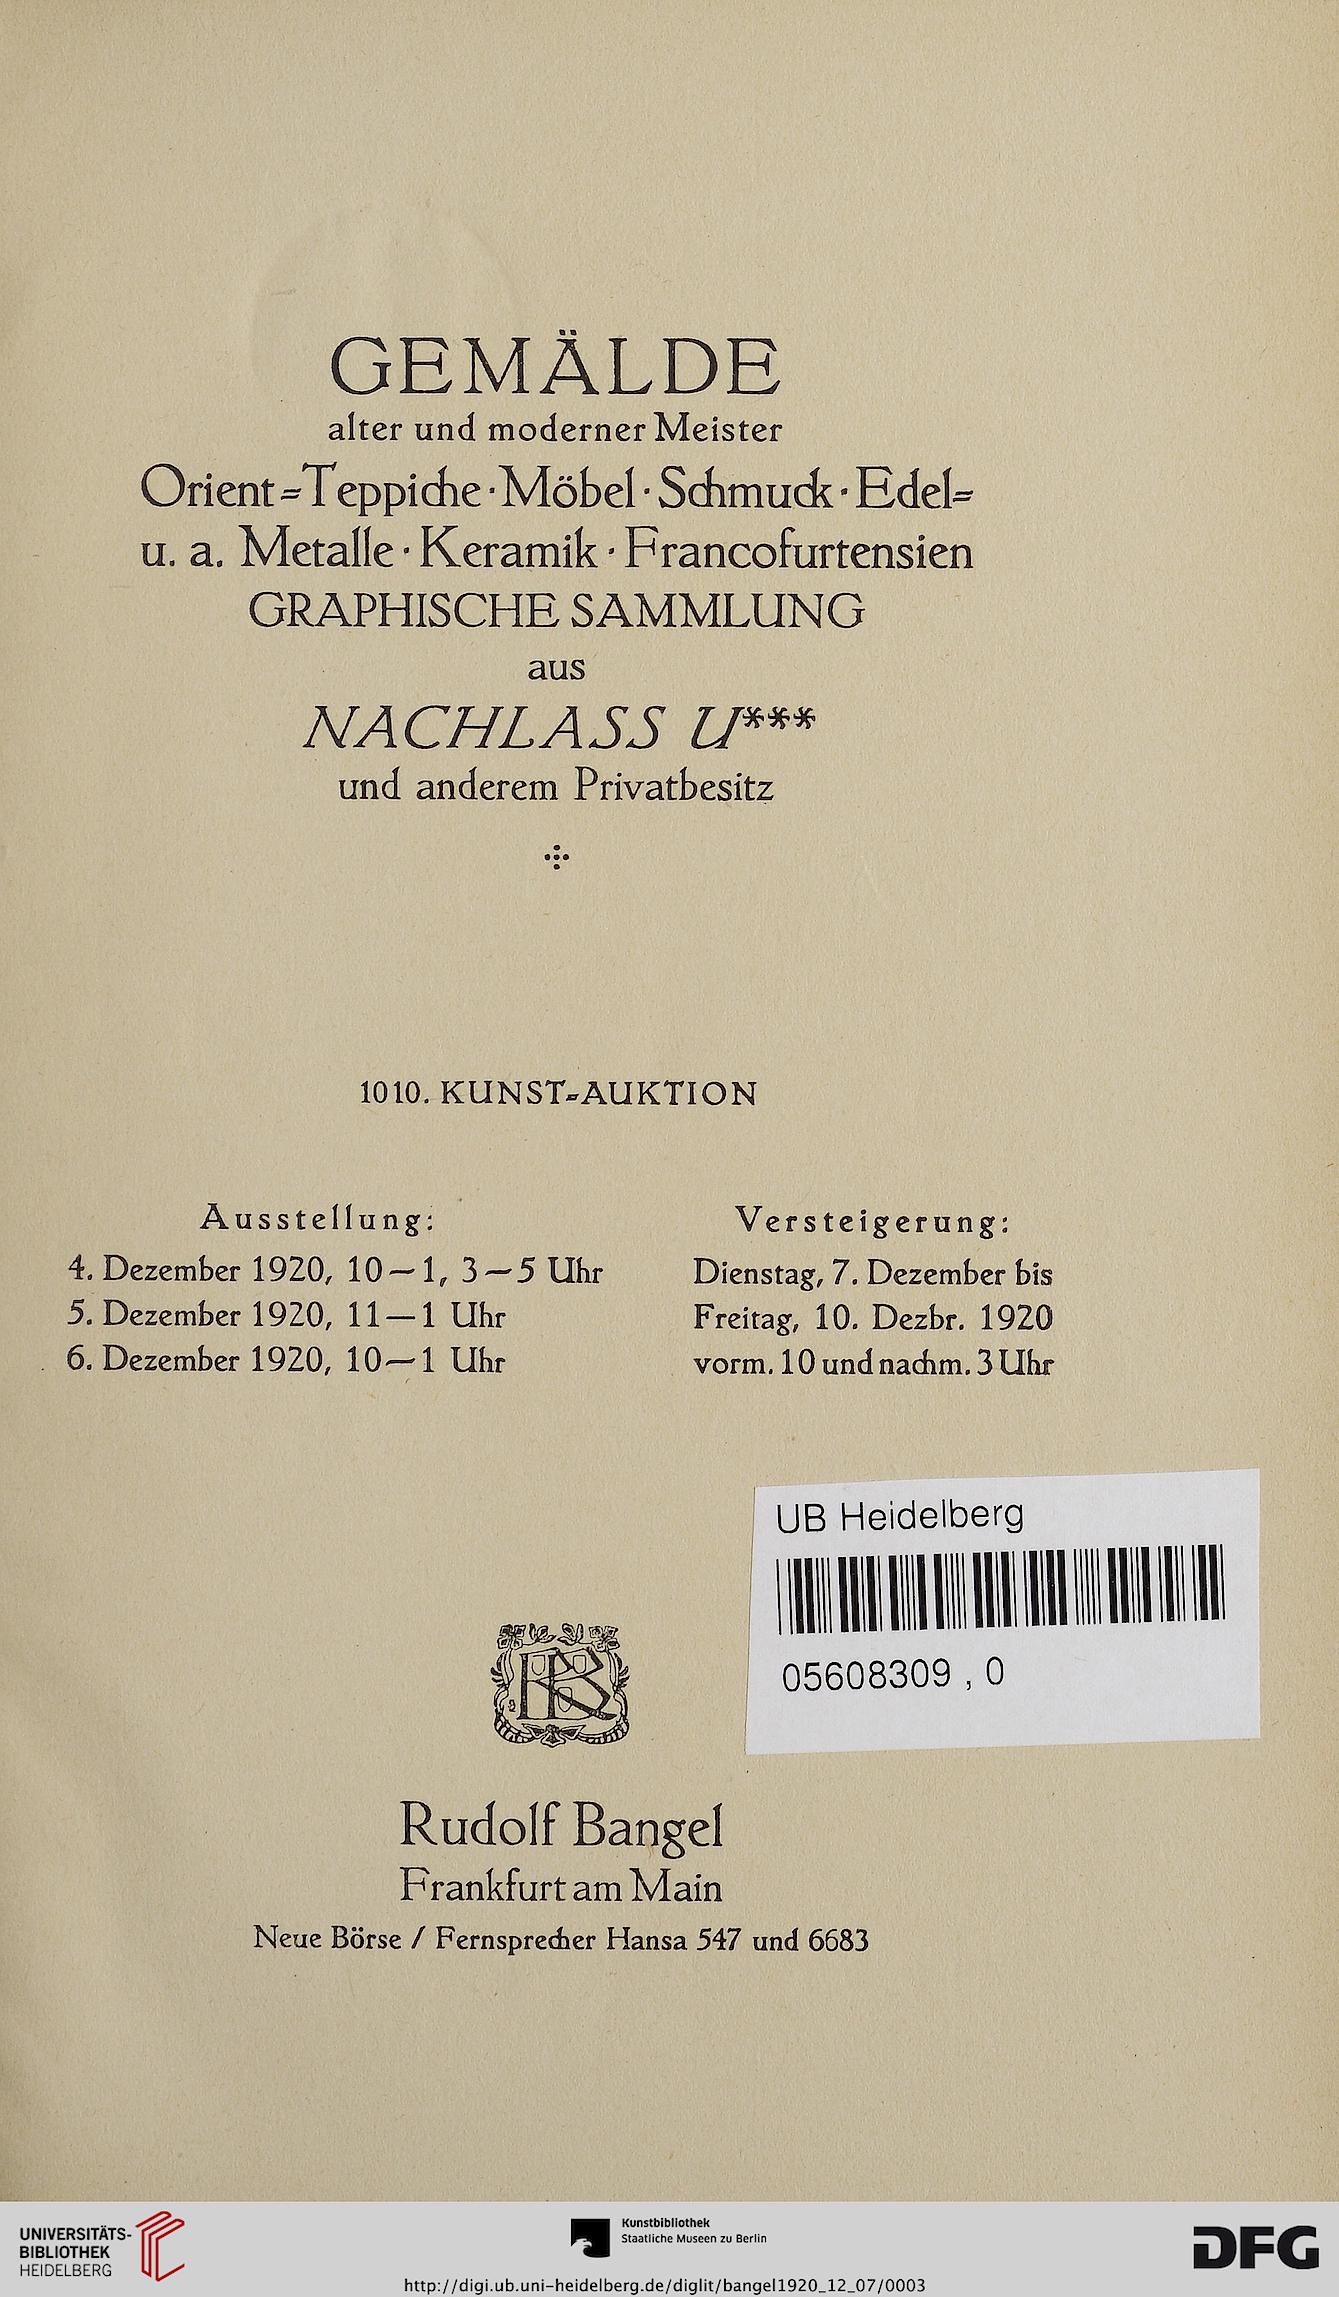 GEMÄLDE
alter und moderner Meister
Orient=Teppiche · Möbel · Schmuck · Edel=
u. a. Metalle · Keramik · Francofurtensien
GRAPHISCHE SAMMLUNG
aus
NACHLASS U***
und anderem Privatbesitz
1010. KUNST=AUKTION
Ausstellung:
4. Dezember 1920, 10—1, 3—5 Uhr
5. Dezember 1920, 11—1 Uhr
6. Dezember 1920, 10—1 Uhr
Versteigerung:
Dienstag, 7. Dezember bis
Freitag, 10. Dezbr. 1920
vorm. 10 und nachm. 3 Uhr
UB Heidelberg
05608309 , 0
RB
Rudolf Bangel
Frankfurt am Main
Neue Börse / Fernsprecher Hansa 547 und 6683
UNIVERSITÄTS-
BIBLIOTHEK
HEIDELBERG
Kunstbibliothek
Staatliche Museen zu Berlin
http://digi.ub.uni-heidelberg.de/diglit/bangel1920_12_07/0003
DFG